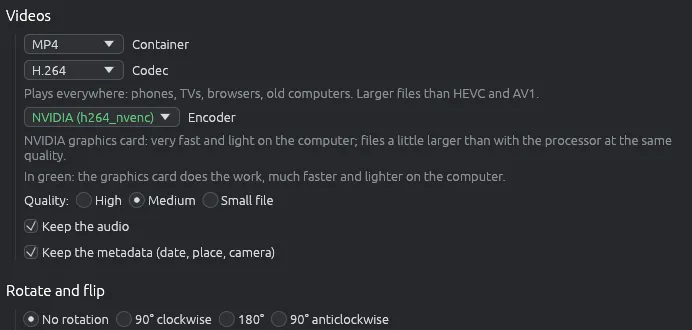 Videos
MP4 Container
H.264 Codec
Plays everywhere: phones, TVs, browsers, old computers. Larger files than HEVC and AV1.
NVIDIA (h264_nvenc) Encoder
NVIDIA graphics card: very fast and light on the computer; files a little larger than with the processor at the same
quality.
In green: the graphics card does the work, much faster and lighter on the computer.
Quality: High Medium Small file
Keep the audio
Keep the metadata (date, place, camera)
Rotate and flip
No rotation 90° clockwise 180° 90° anticlockwise